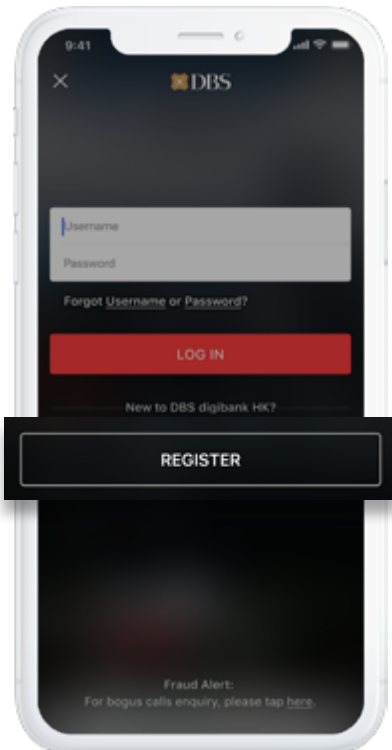 9:41
DBS
Username
Password
Forgot Username or Password?
LOG IN
New to DBS digibank HK?
REGISTER
Fraud Alert:
For bogus calls enquiry, please tap here.